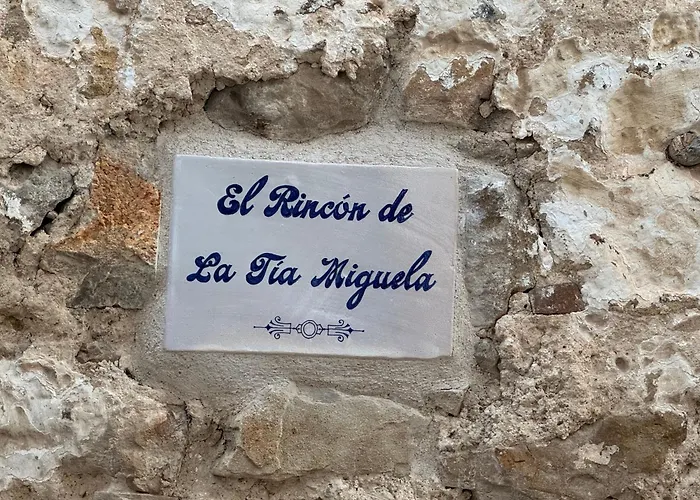 El Rincón de
La Tía Miguela